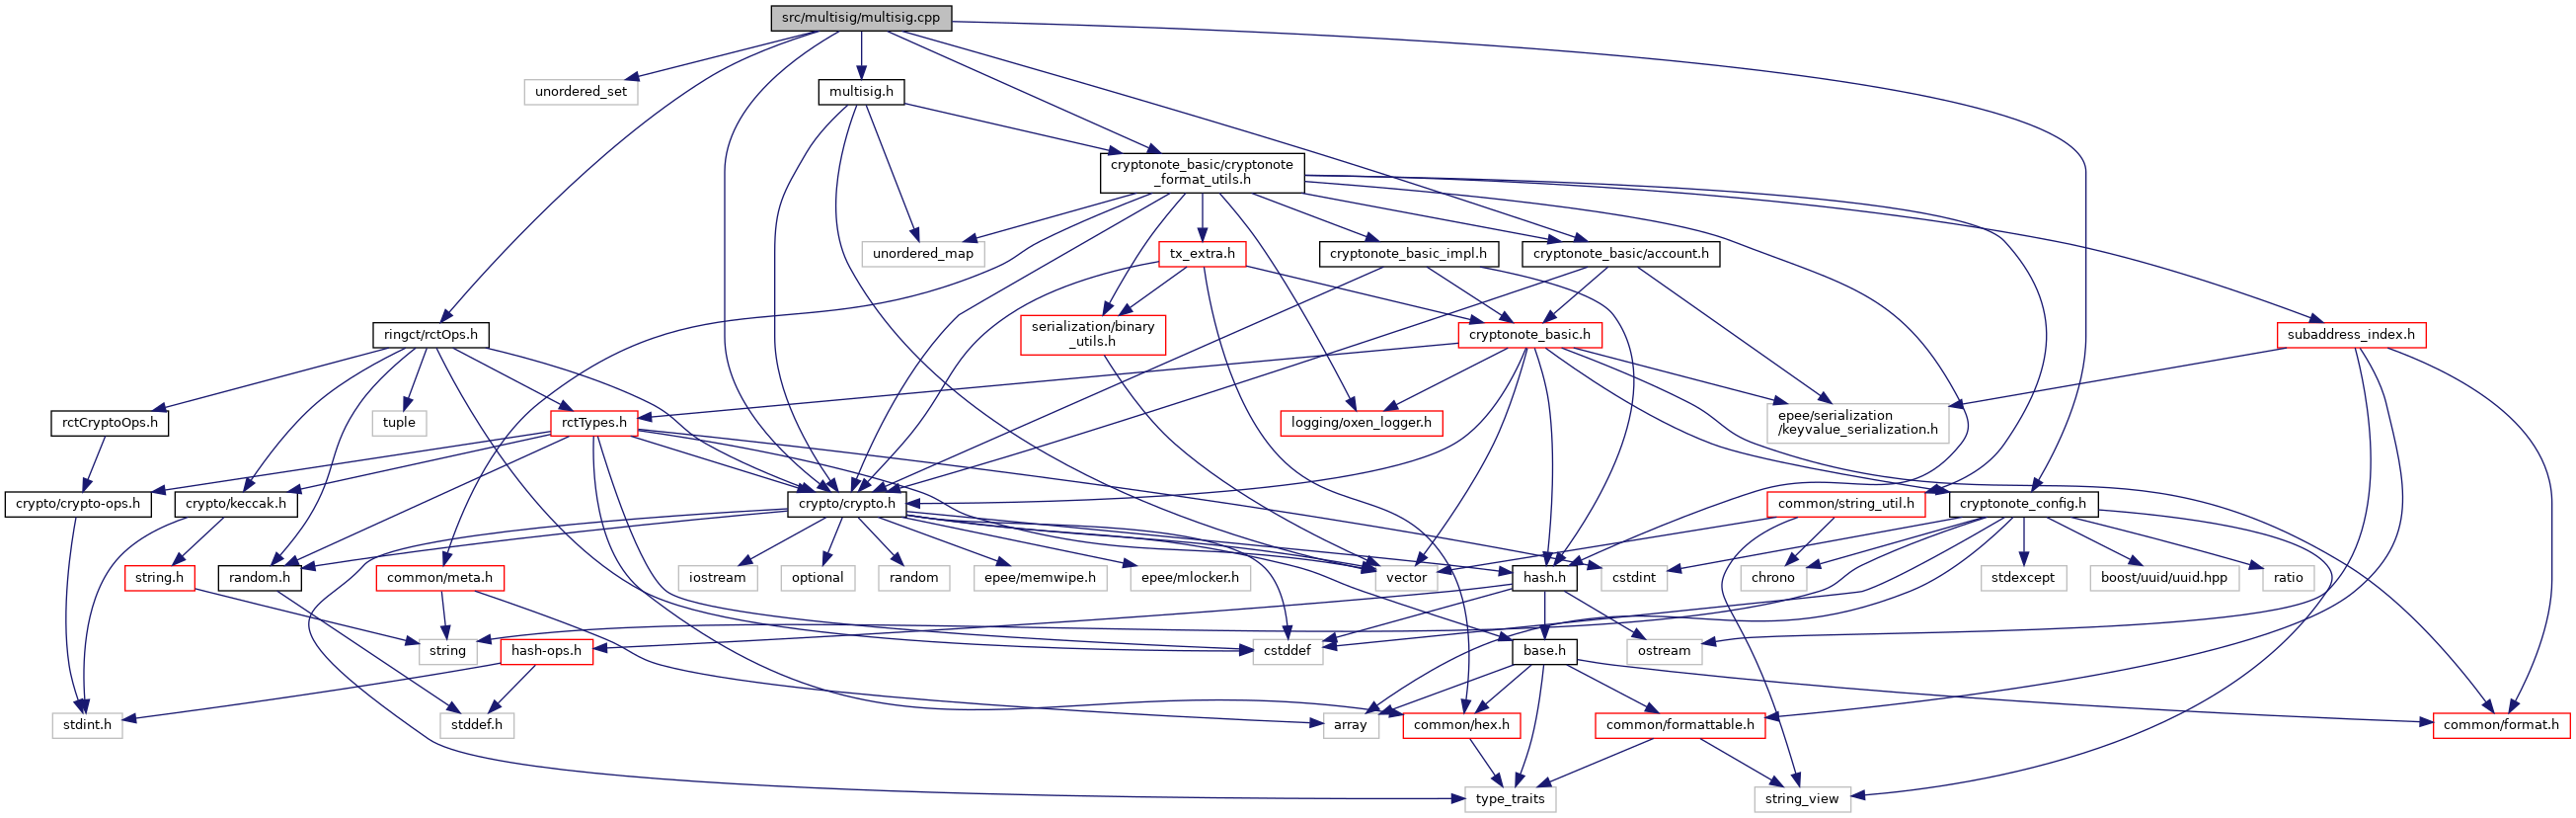 src/multisig/multisig.cpp
unordered_set
multisig.h
cryptonote_basic/cryptonote
_format_utils.h
unordered_map
tx_extra.h
cryptonote_basic_impl.h
cryptonote_basic/account.h
ringct/rctOps.h
serialization/binary
_utils.h
cryptonote_basic.h
subaddress_index.h
rctCryptoOps.h
tuple
rctTypes.h
logging/oxen_logger.h
epee/serialization
/keyvalue_serialization.h
crypto/crypto-ops.h
crypto/keccak.h
crypto/crypto.h
common/string_util.h
cryptonote_config.h
string.h
random.h
common/meta.h
iostream
optional
random
epee/memwipe.h
epee/mlocker.h
vector
hash.h
cstdint
chrono
stdexcept
boost/uuid/uuid.hpp
ratio
string
hash-ops.h
cstddef
base.h
ostream
stdint.h
stddef.h
array
common/hex.h
common/formattable.h
common/format.h
type_traits
string_view